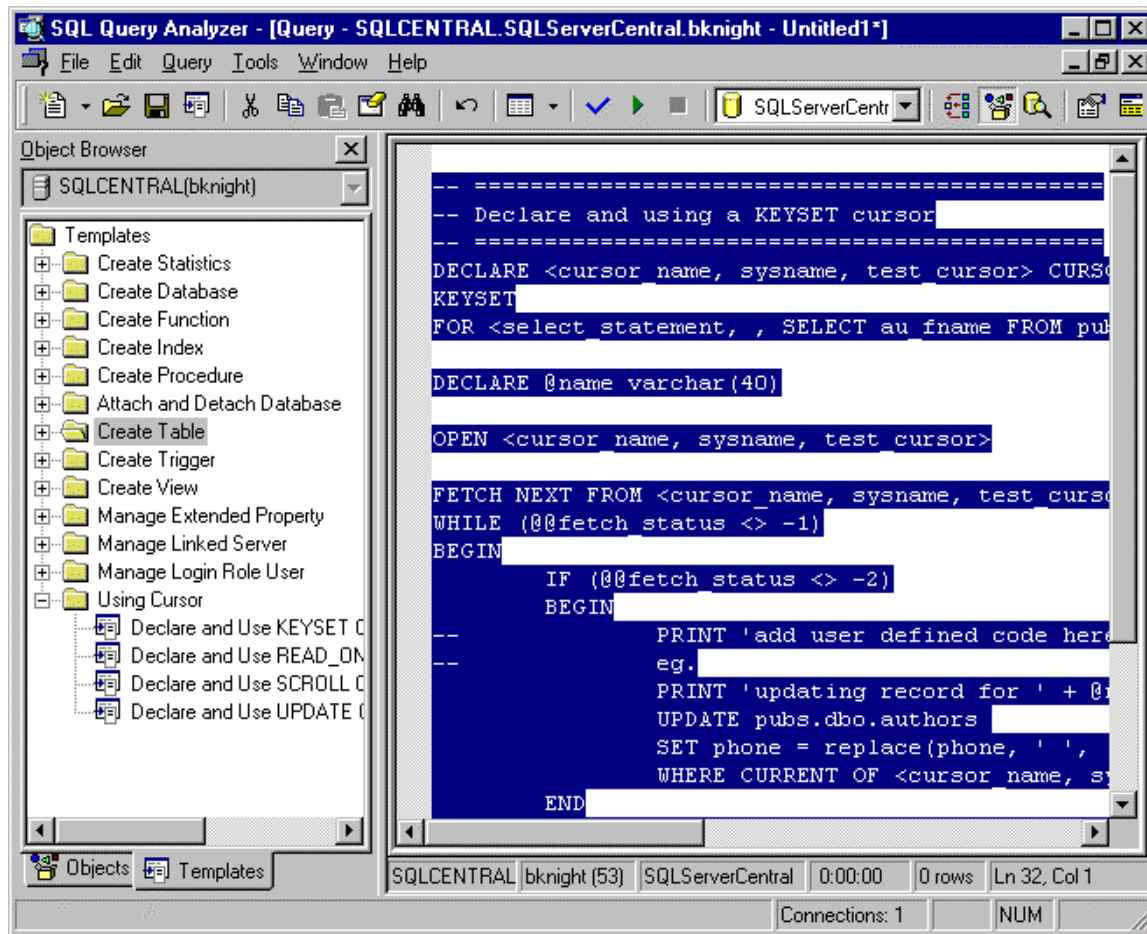 SQL Query Analyzer - [Query - SQLCENTRAL.SQLServerCentral.bknight - Untitled1*]
File Edit Query Tools Window Help
SQLServerCentr
Object Browser
SQLCENTRAL(bknight)
Templates
Create Statistics
Create Database
Create Function
Create Index
Create Procedure
Attach and Detach Database
Create Table
Create Trigger
Create View
Manage Extended Property
Manage Linked Server
Manage Login Role User
Using Cursor
Declare and Use KEYSET C
Declare and Use READ_ON
Declare and Use SCROLL C
Declare and Use UPDATE
Objects
Templates
-- =============================================
-- Declare and using a KEYSET cursor
-- =============================================
DECLARE <cursor_name, sysname, test_cursor> CURSO
KEYSET
FOR <select_statement, , SELECT au_fname FROM pub
DECLARE @name varchar(40)
OPEN <cursor_name, sysname, test_cursor>
FETCH NEXT FROM <cursor_name, sysname, test_curso
WHILE (@@fetch_status <> -1)
BEGIN
IF (@@fetch_status <> -2)
BEGIN
-- PRINT 'add user defined code here
-- eg.
PRINT 'updating record for ' + @n
UPDATE pubs.dbo.authors
SET phone = replace(phone, ' ',
WHERE CURRENT OF <cursor_name, sy
END
SQLCENTRAL bknight (53) SQLServerCentral 0:00:00 0 rows Ln 32, Col 1
Connections: 1 NUM